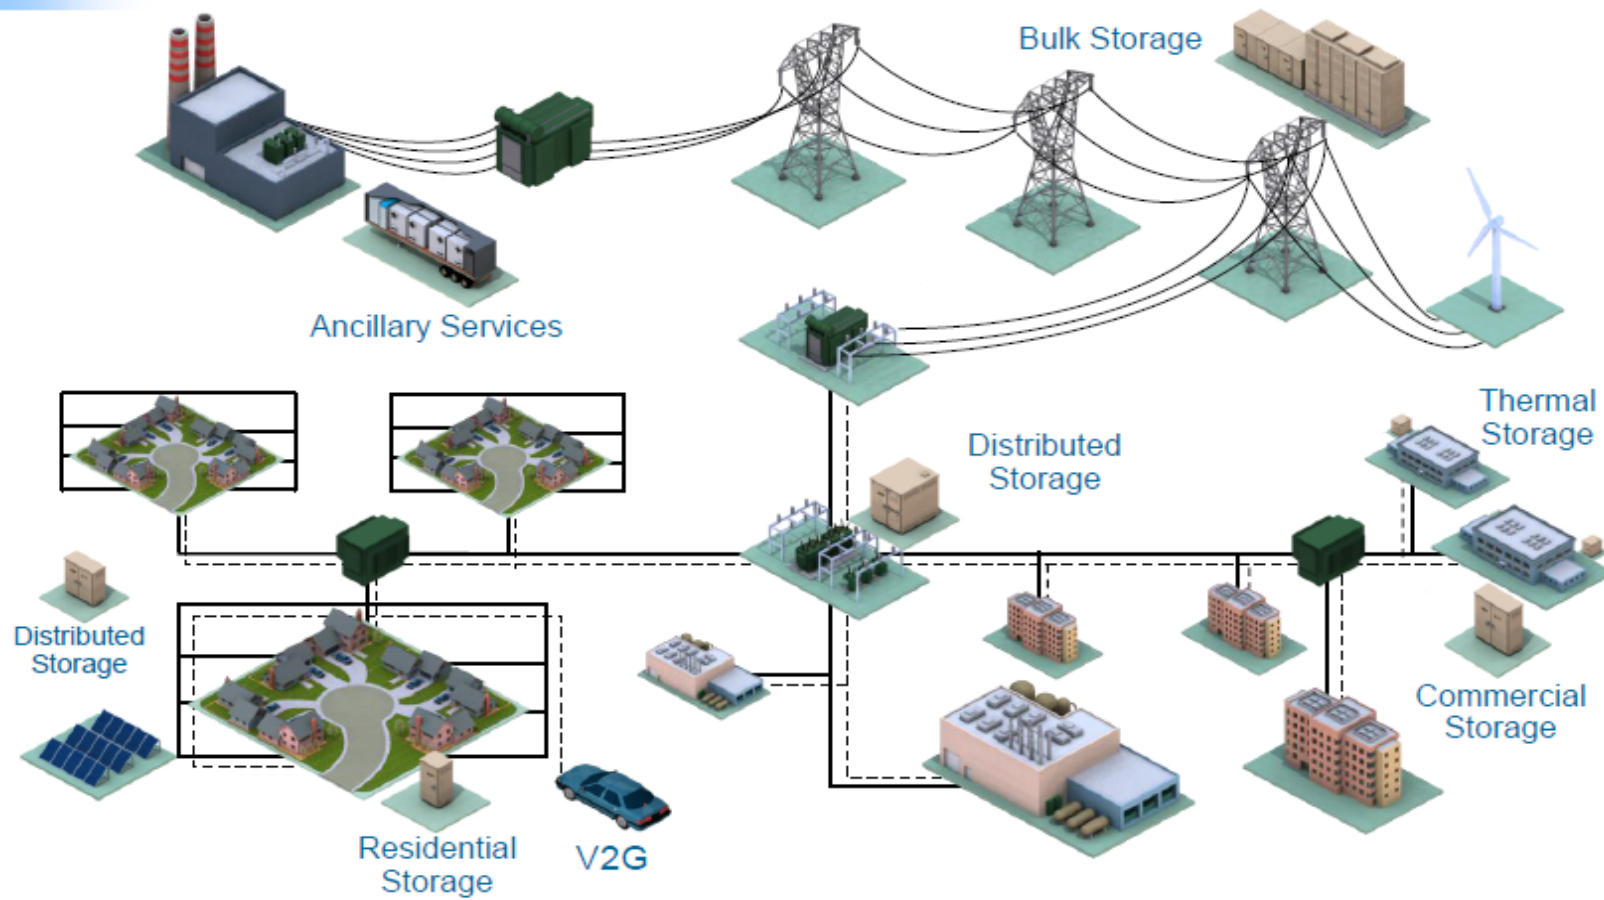 Bulk Storage
Ancillary Services
Thermal
Storage
Distributed
Storage
Distributed
Storage
Commercial
Storage
Residential
Storage
V2G